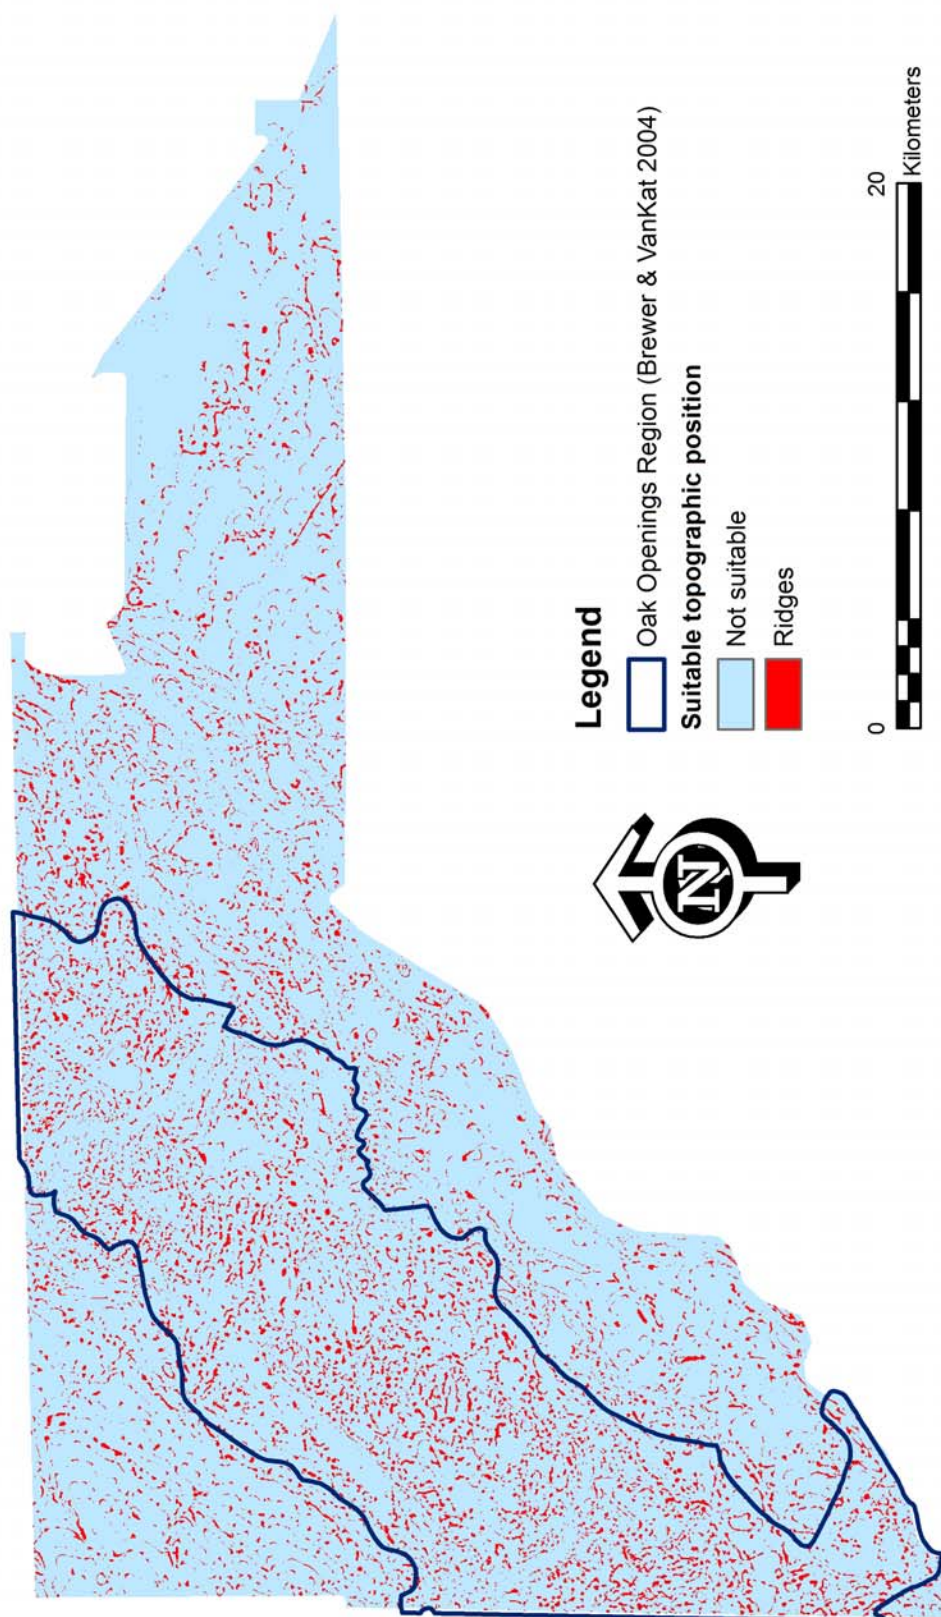 Legend
Oak Openings Region (Brewer & VanKat 2004)
Suitable topographic position
Not suitable
Ridges
N
0
20
Kilometers